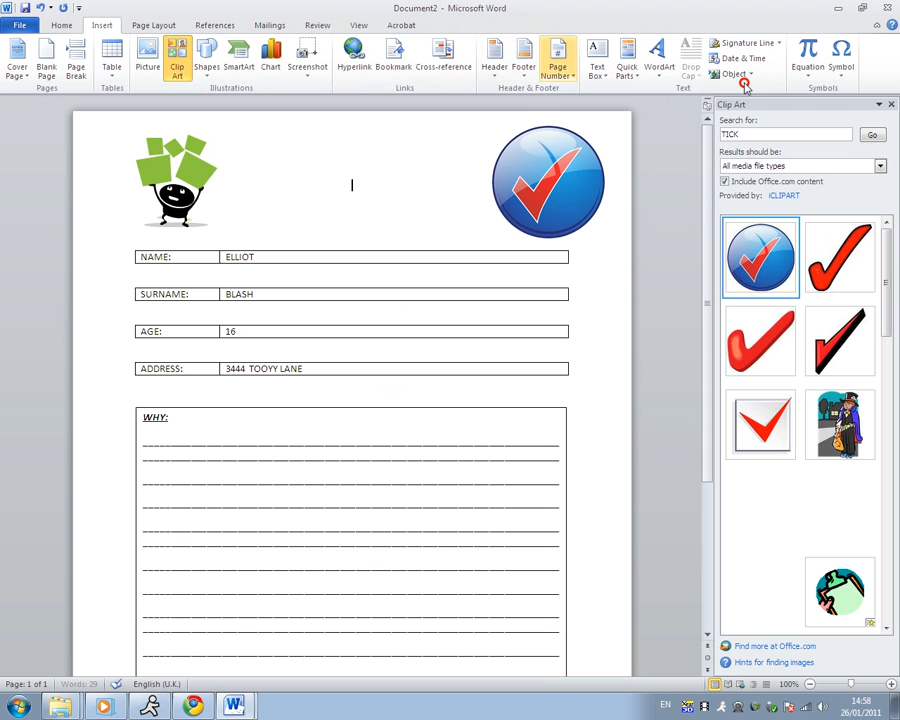 Document2 - Microsoft Word
File Home Insert Page Layout References Mailings Review View Acrobat
Cover Page Blank Page Page Break Table Picture Clip Art Shapes SmartArt Chart Screenshot Hyperlink Bookmark Cross-reference Header Footer Page Number Text Box Quick Parts WordArt Drop Cap Signature Line Date & Time Object Equation Symbol
Pages Tables Illustrations Links Header & Footer Text Symbols
Clip Art
Search for:
TICK Go
Results should be:
All media file types
Include Office.com content
Provided by: iCLIPART
NAME: ELLIOT
SURNAME: BLASH
AGE: 16
ADDRESS: 3444 TOOYY LANE
WHY:
Find more at Office.com
Hints for finding images
Page: 1 of 1 Words: 29 English (U.K.) 100%
EN 14:58
26/01/2011